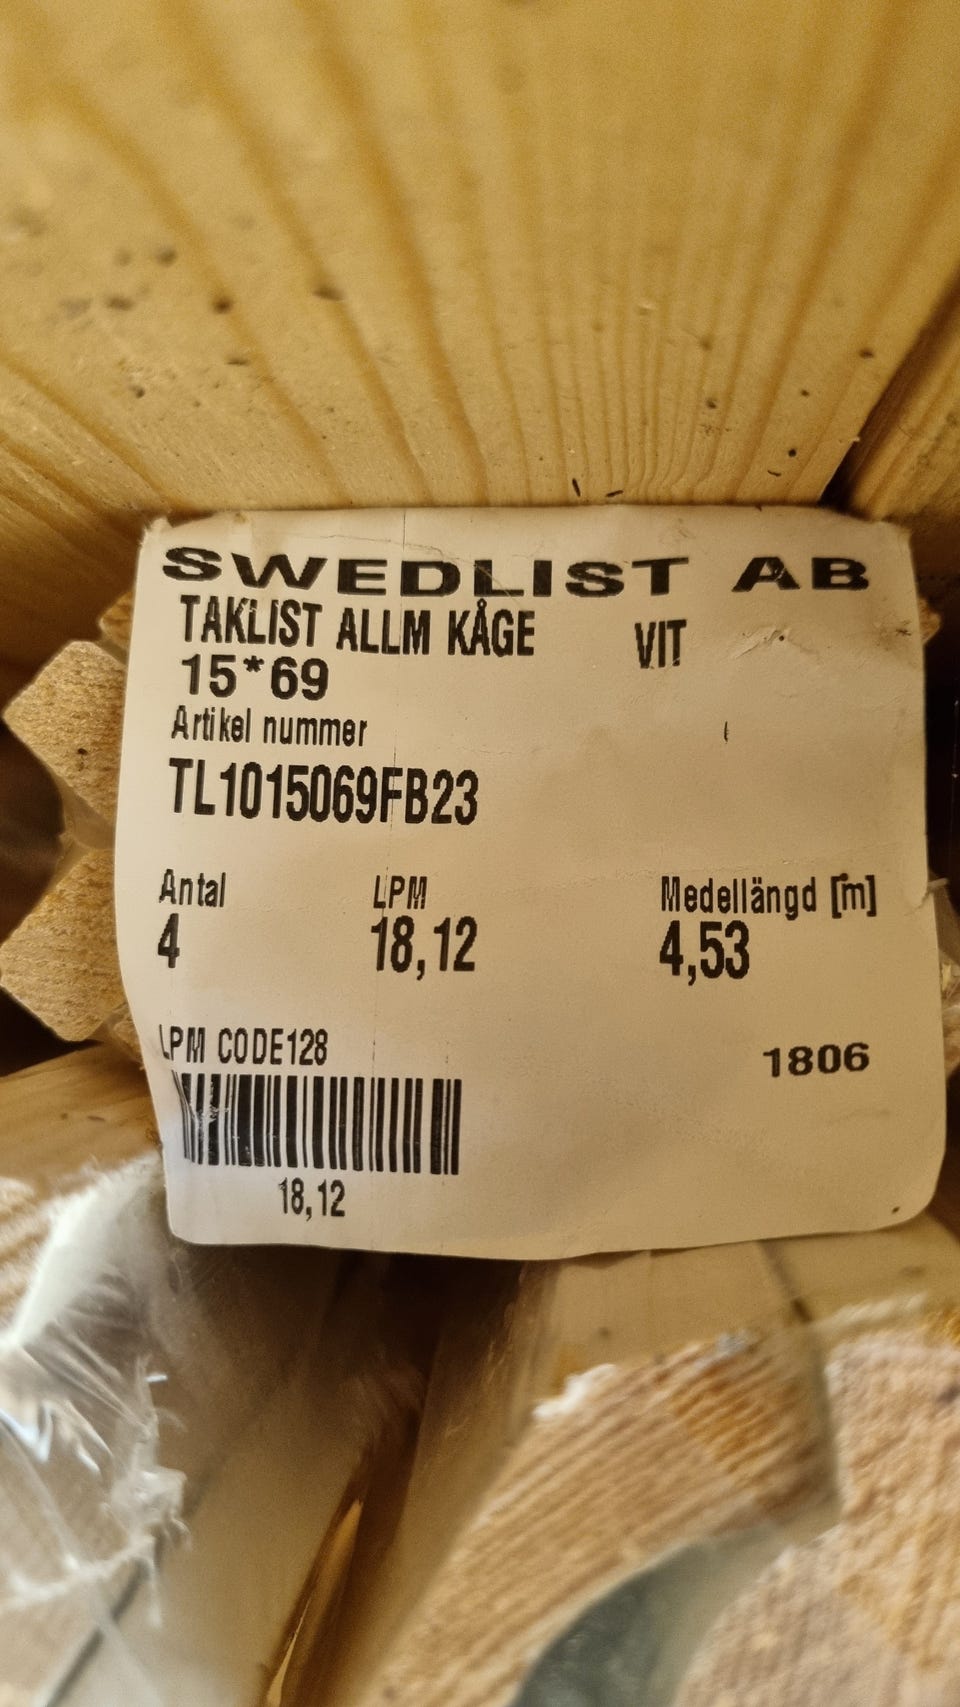 SWEDLIST AB
TAKLIST ALLM KÅGE VIT
15*69
Artikel nummer
TL1015069FB23
Antal LPM Medellängd [m]
4 18,12 4,53
LPM CODE128
1806
18,12